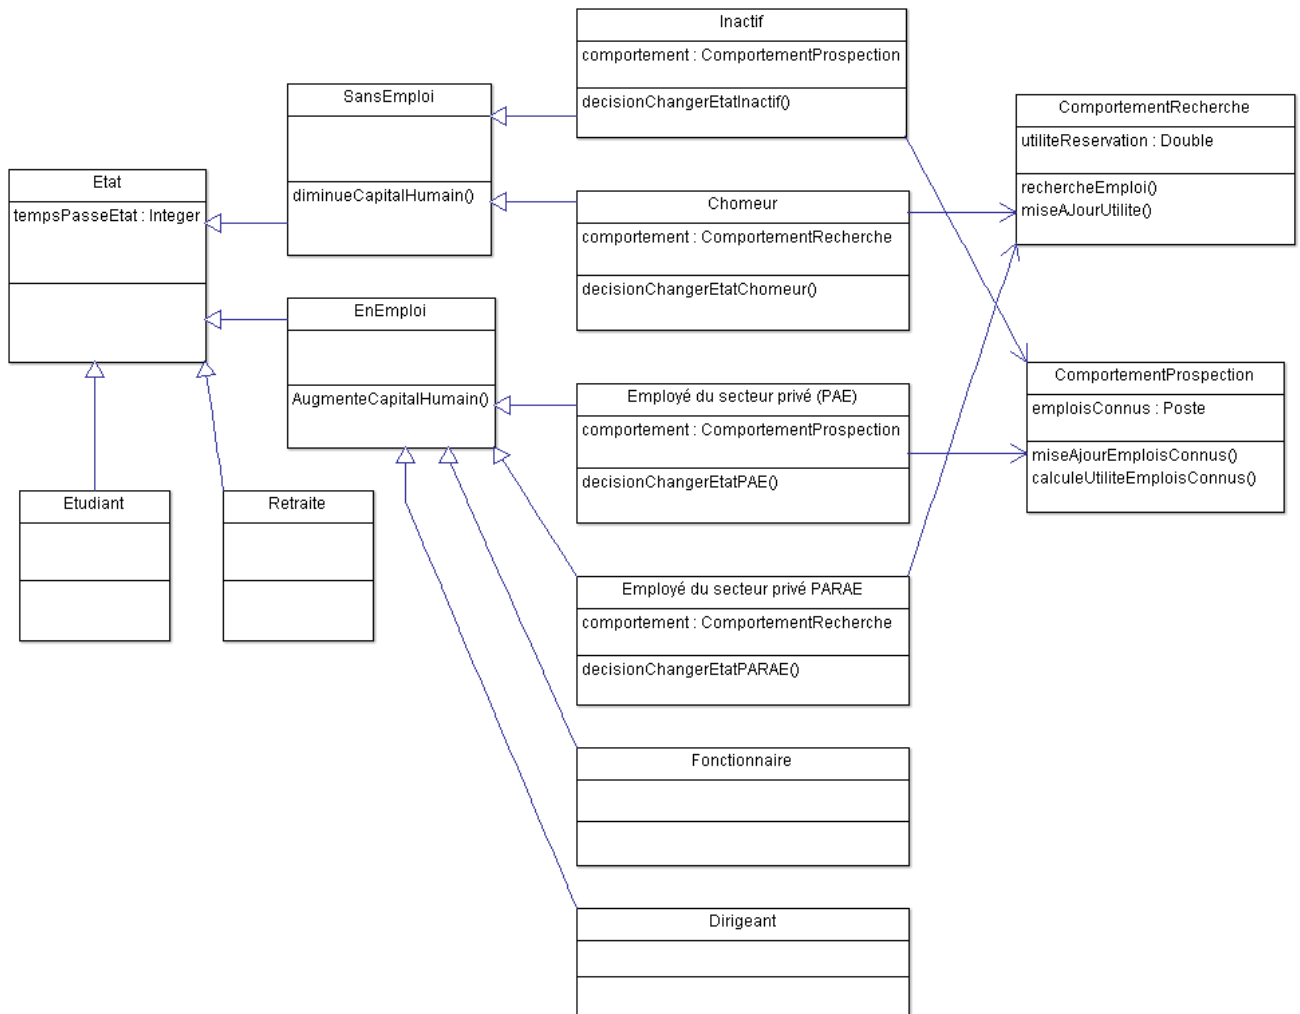 Inactif
comportement : ComportementProspection
decisionChangerEtatInactif()
SansEmploi
diminueCapitalHumain()
ComportementRecherche
utiliteReservation : Double
rechercheEmploi()
miseAJourUtilite()
Etat
tempsPasseEtat : Integer
Chomeur
comportement : ComportementRecherche
decisionChangerEtatChomeur()
EnEmploi
AugmenteCapitalHumain()
ComportementProspection
emploisConnus : Poste
miseAjourEmploisConnus()
calculeUtiliteEmploisConnus()
Employé du secteur privé (PAE)
comportement : ComportementProspection
decisionChangerEtatPAE()
Etudiant
Retraite
Employé du secteur privé PARAE
comportement : ComportementRecherche
decisionChangerEtatPARAE()
Fonctionnaire
Dirigeant